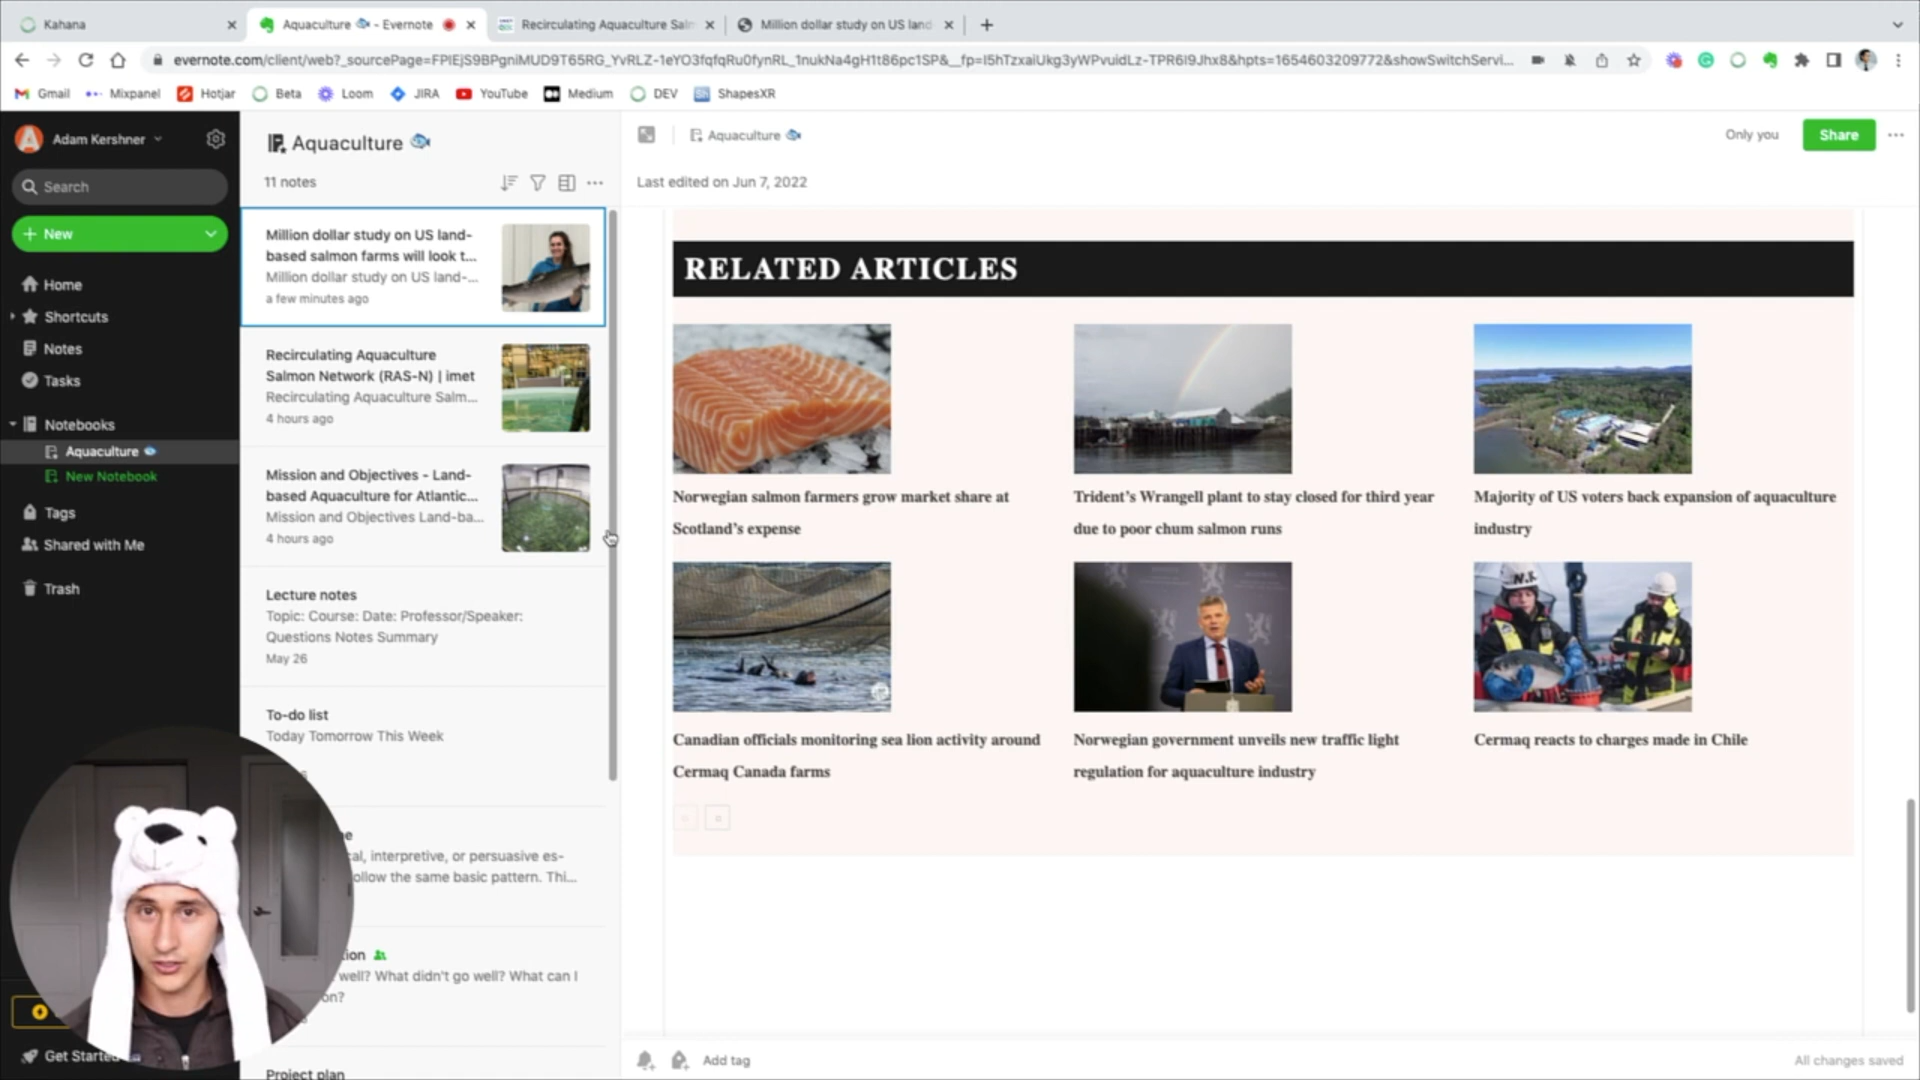 Kahana
Aquaculture - Evernote
Recirculating Aquaculture Sal
Million dollar study on US land
evernote.com/client/web?_sourcePage=
Gmail
Mixpanel
Hotjar
Beta
Loom
JIRA
YouTube
Medium
DEV
ShapesXR
Adam Kershner
Search
New
Home
Shortcuts
Notes
Tasks
Notebooks
Aquaculture
New Notebook
Tags
Shared with Me
Trash
Get Started
Aquaculture
11 notes
Million dollar study on US land-
based salmon farms will look t...
Million dollar study on US land-...
a few minutes ago
Recirculating Aquaculture
Salmon Network (RAS-N) | imet
Recirculating Aquaculture Salm...
4 hours ago
Mission and Objectives - Land-
based Aquaculture for Atlantic...
Mission and Objectives Land-ba...
4 hours ago
Lecture notes
Topic: Course: Date: Professor/Speaker:
Questions Notes Summary
May 26
To-do list
Today Tomorrow This Week
al, interpretive, or persuasive es-
ollow the same basic pattern. Thi...
tion
well? What didn't go well? What can I
on?
Project plan
Aquaculture
Only you
Share
Last edited on Jun 7, 2022
RELATED ARTICLES
Norwegian salmon farmers grow market share at
Scotland's expense
Trident's Wrangell plant to stay closed for third year
due to poor chum salmon runs
Majority of US voters back expansion of aquaculture
industry
Canadian officials monitoring sea lion activity around
Cermaq Canada farms
Norwegian government unveils new traffic light
regulation for aquaculture industry
Cermaq reacts to charges made in Chile
Add tag
All changes saved